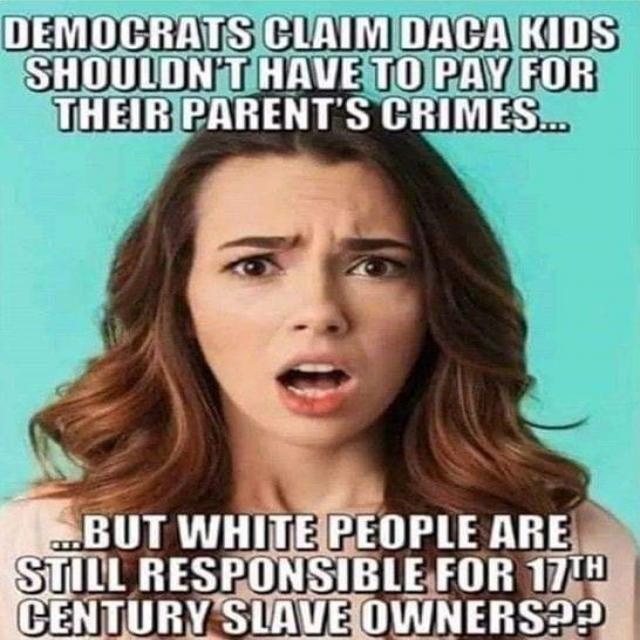 DEMOCRATS CLAIM DACA KIDS
SHOULDN'T HAVE TO PAY FOR
THEIR PARENT'S CRIMES...
...BUT WHITE PEOPLE ARE
STILL RESPONSIBLE FOR 17TH
CENTURY SLAVE OWNERS??